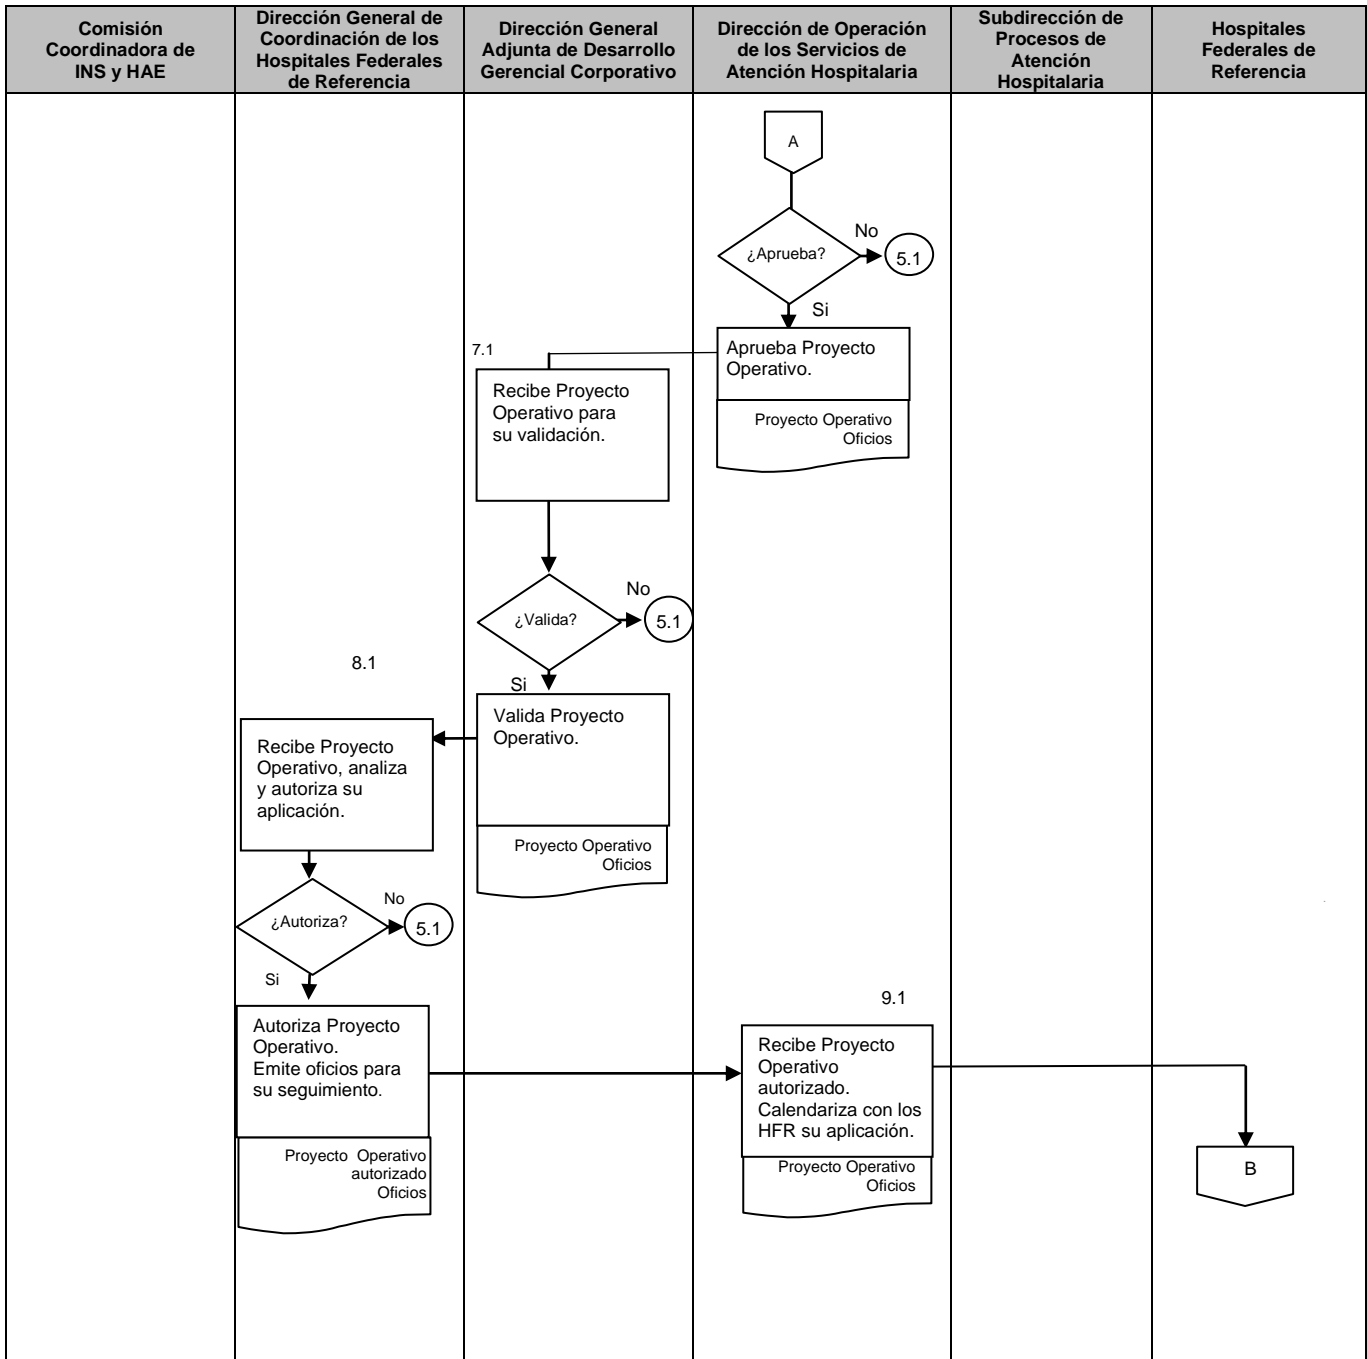 Comisión
Coordinadora de
INS y HAE
Dirección General de
Coordinación de los
Hospitales Federales
de Referencia
Dirección General
Adjunta de Desarrollo
Gerencial Corporativo
Dirección de Operación
de los Servicios de
Atención Hospitalaria
Subdirección de
Procesos de
Atención
Hospitalaria
Hospitales
Federales de
Referencia
A
¿Aprueba?
No
5.1
Si
Aprueba Proyecto
Operativo.
Proyecto Operativo
Oficios
7.1
Recibe Proyecto
Operativo para
su validación.
¿Valida?
No
5.1
Si
Valida Proyecto
Operativo.
Proyecto Operativo
Oficios
8.1
Recibe Proyecto
Operativo, analiza
y autoriza su
aplicación.
¿Autoriza?
No
5.1
Si
Autoriza Proyecto
Operativo.
Emite oficios para
su seguimiento.
Proyecto Operativo
autorizado
Oficios
9.1
Recibe Proyecto
Operativo
autorizado.
Calendariza con los
HFR su aplicación.
Proyecto Operativo
Oficios
B